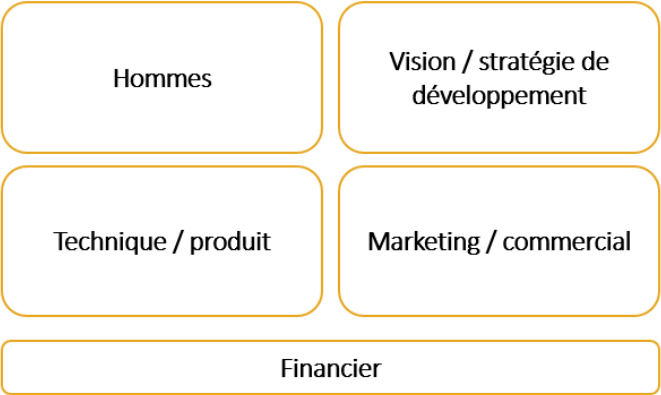 Hommes
Vision / stratégie de
développement
Technique / produit
Marketing / commercial
Financier